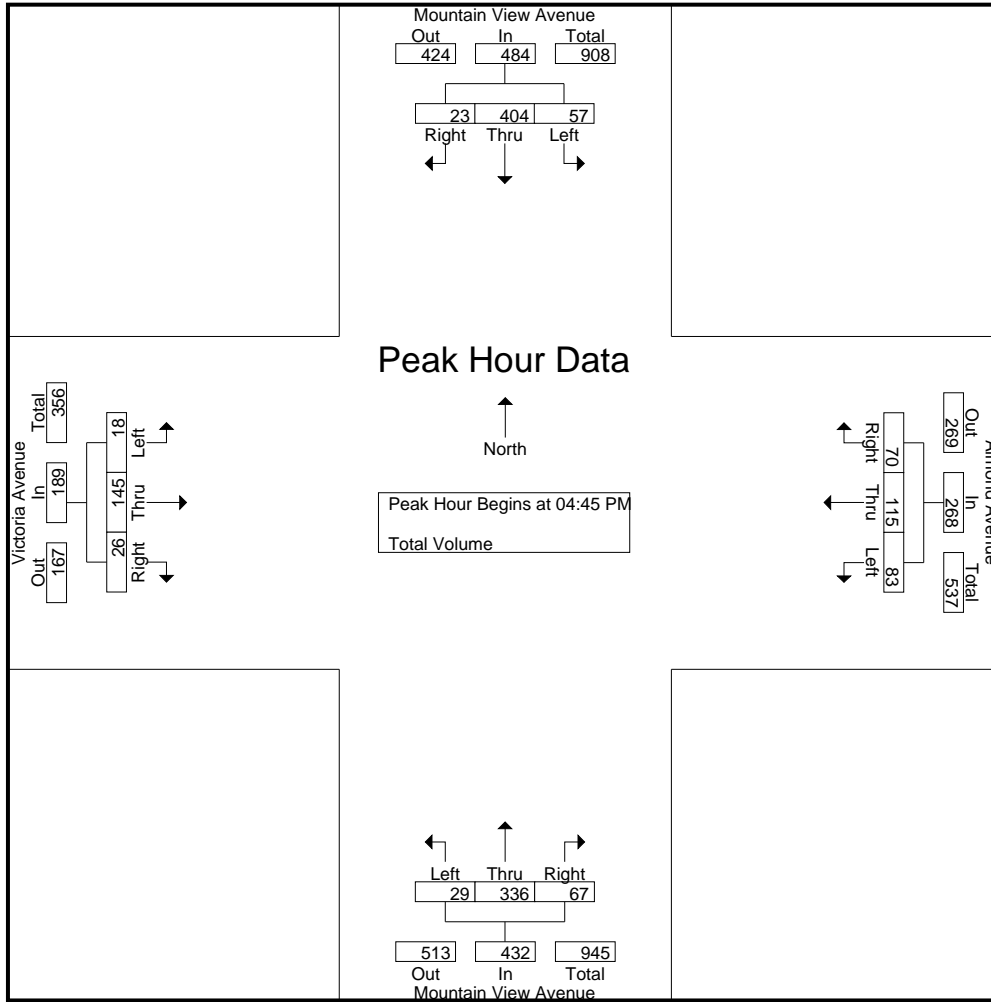 Mountain View Avenue
Out In Total
424 484 908
23 404 57
Right Thru Left
Peak Hour Data
North
Peak Hour Begins at 04:45 PM
Total Volume
Victoria Avenue
Out In Total
167 189 356
26 145 18
Right Thru Left
Almond Avenue
Out In Total
269 268 537
70 115 83
Right Thru Left
Left Thru Right
29 336 67
513 432 945
Out In Total
Mountain View Avenue